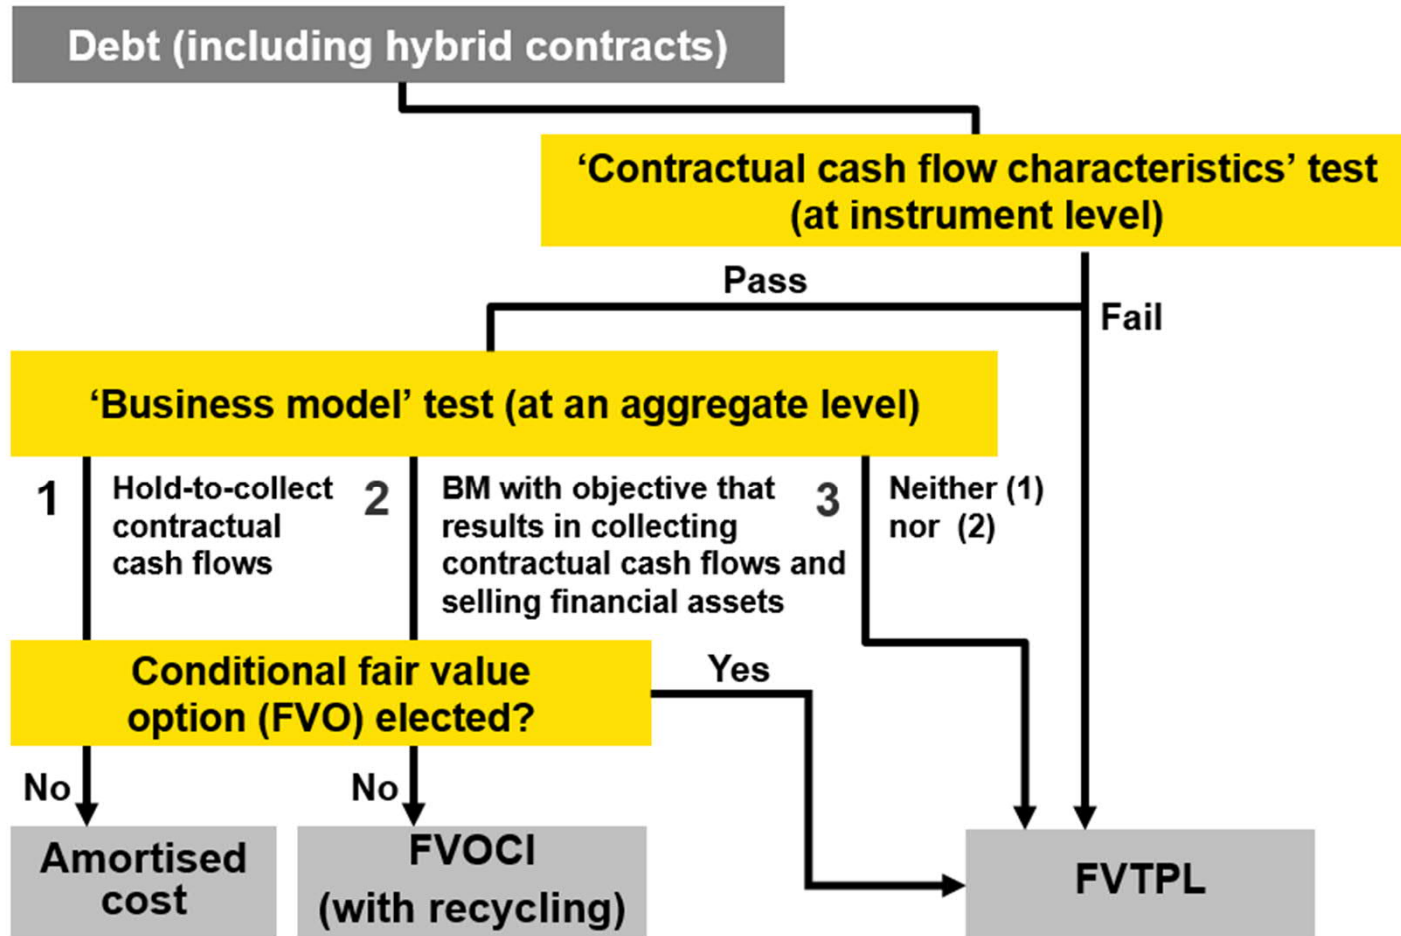 Debt (including hybrid contracts)
‘Contractual cash flow characteristics’ test
(at instrument level)
Pass
Fail
‘Business model’ test (at an aggregate level)
1
Hold-to-collect
contractual
cash flows
2
BM with objective that
results in collecting
contractual cash flows and
selling financial assets
3
Neither (1)
nor (2)
Conditional fair value
option (FVO) elected?
Yes
No
No
Amortised
cost
FVOCI
(with recycling)
FVTPL